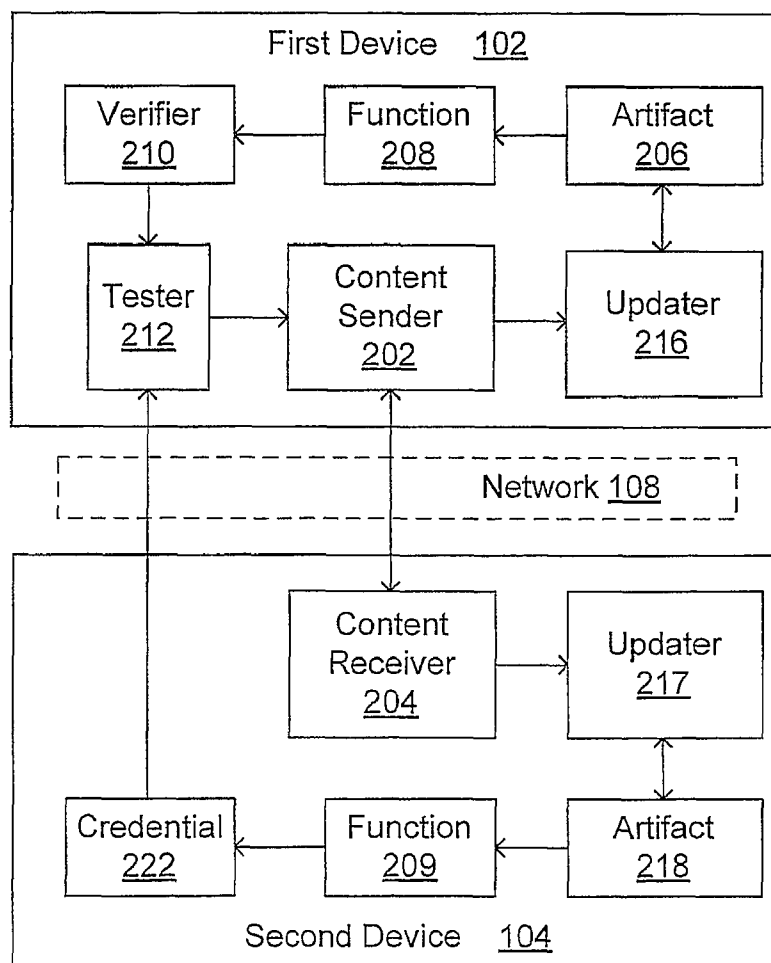 First Device 102
Verifier
210
Function
208
Artifact
206
Tester
212
Content
Sender
202
Updater
216
Network 108
Content
Receiver
204
Updater
217
Credential
222
Function
209
Artifact
218
Second Device 104